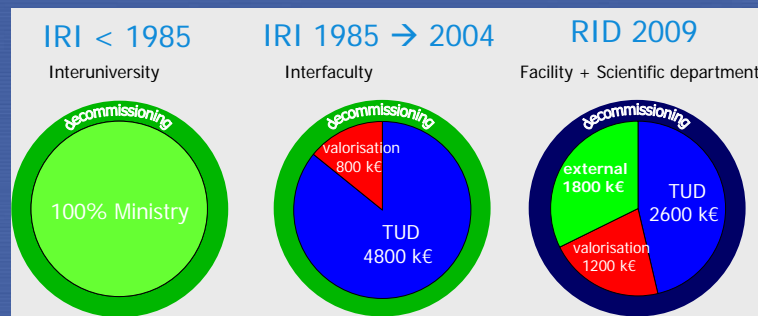 IRI < 1985
Interuniversity
decommissioning
100% Ministry
IRI 1985 → 2004
Interfaculty
decommissioning
valorisation
800 k€
TUD
4800 k€
RID 2009
Facility + Scientific department
decommissioning
external
1800 k€
TUD
2600 k€
valorisation
1200 k€